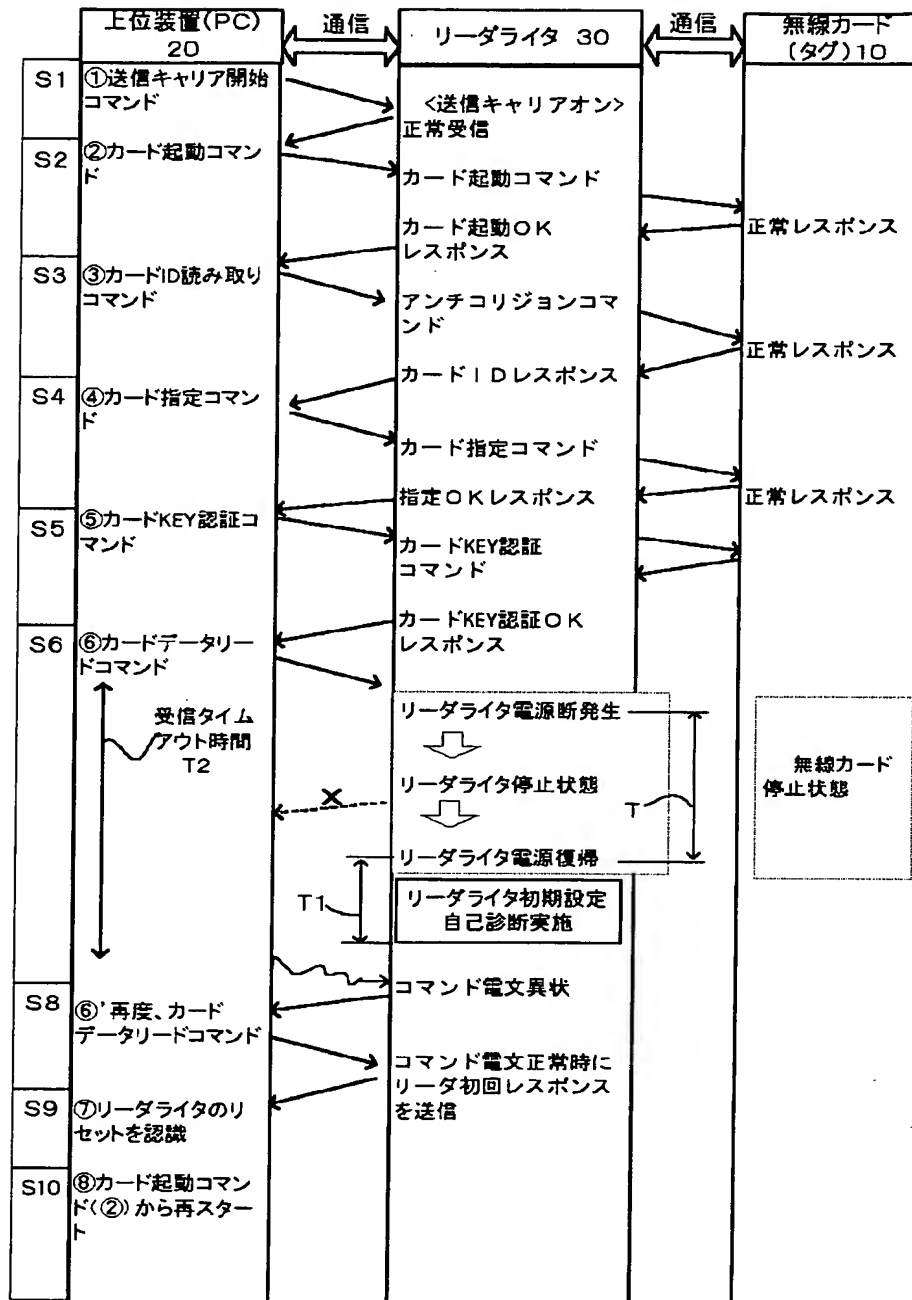 上位装置(PC)
20
通信
リーダライタ 30
通信
無線カード
(タグ)10
S1
①送信キャリア開始
コマンド
<送信キャリアオン>
正常受信
S2
②カード起動コマン
ド
カード起動コマンド
カード起動OK
レスポンス
正常レスポンス
S3
③カードID読み取り
コマンド
アンチコリジョンコマ
ンド
正常レスポンス
カードIDレスポンス
S4
④カード指定コマン
ド
カード指定コマンド
指定OKレスポンス
正常レスポンス
S5
⑤カードKEY認証コ
マンド
カードKEY認証
コマンド
カードKEY認証OK
レスポンス
S6
⑥カードデータリー
ドコマンド
受信タイム
アウト時間
T2
リーダライタ電源断発生
リーダライタ停止状態
X
T
無線カード
停止状態
リーダライタ電源復帰
T1
リーダライタ初期設定
自己診断実施
コマンド電文異状
S8
⑥'再度、カード
データリードコマンド
コマンド電文正常時に
リーダ初回レスポンス
を送信
S9
⑦リーダライタのリ
セットを認識
S10
⑧カード起動コマン
ド(②)から再スター
ト